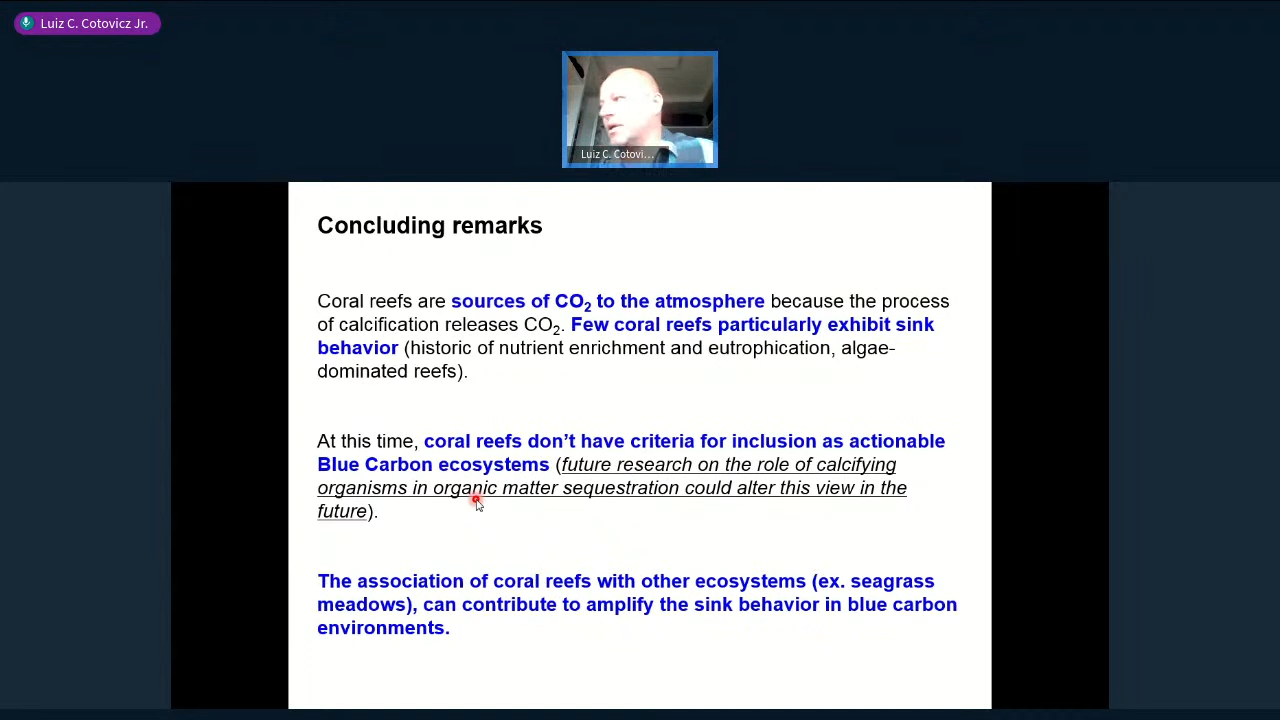 Luiz C. Cotovicz Jr.
Luiz C. Cotovi...
Concluding remarks
Coral reefs are sources of CO2 to the atmosphere because the process
of calcification releases CO2. Few coral reefs particularly exhibit sink
behavior (historic of nutrient enrichment and eutrophication, algae-
dominated reefs).
At this time, coral reefs don’t have criteria for inclusion as actionable
Blue Carbon ecosystems (future research on the role of calcifying
organisms in organic matter sequestration could alter this view in the
future).
The association of coral reefs with other ecosystems (ex. seagrass
meadows), can contribute to amplify the sink behavior in blue carbon
environments.